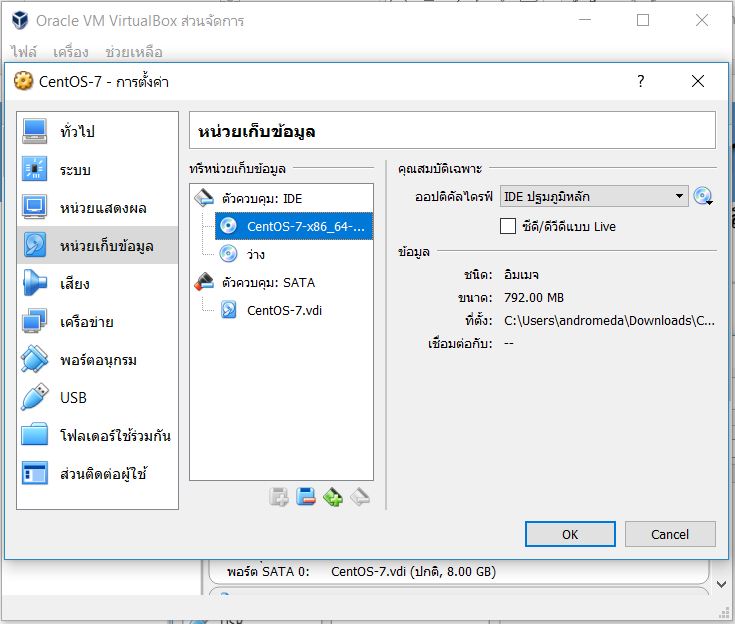 Oracle VM VirtualBox ส่วนจัดการ
ไฟล์ เครื่อง ช่วยเหลือ
CentOS-7 - การตั้งค่า
?
ทั่วไป
ระบบ
หน่วยแสดงผล
หน่วยเก็บข้อมูล
เสียง
เครือข่าย
พอร์ตอนุกรม
USB
โฟลเดอร์ใช้ร่วมกัน
ส่วนติดต่อผู้ใช้
หน่วยเก็บข้อมูล
ทรีหน่วยเก็บข้อมูล
ตัวควบคุม: IDE
CentOS-7-x86_64-...
ว่าง
ตัวควบคุม: SATA
CentOS-7.vdi
คุณสมบัติเฉพาะ
ออปติคัลไดรฟ์ IDE ปฐมภูมิหลัก
ซีดี/ดีวีดีแบบ Live
ข้อมูล
ชนิด: อิมเมจ
ขนาด: 792.00 MB
ที่ตั้ง: C:\Users\andromeda\Downloads\C...
เชื่อมต่อกับ: --
OK Cancel
พอร์ต SATA 0: CentOS-7.vdi (ปกติ, 8.00 GB)